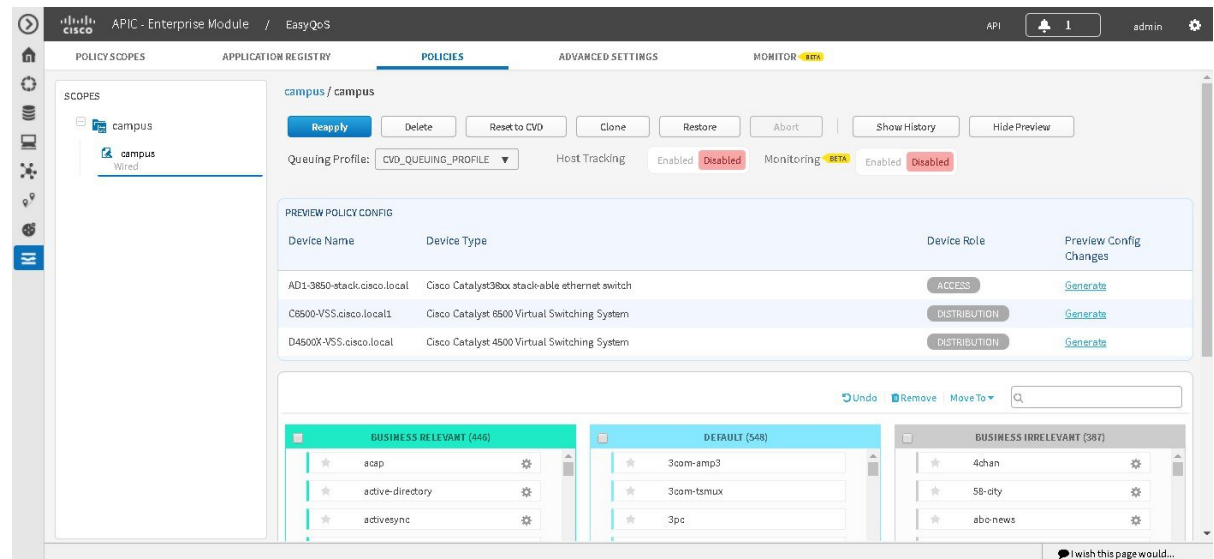 cisco APIC - Enterprise Module / EasyQoS API 1 admin
POLICY SCOPES APPLICATION REGISTRY POLICIES ADVANCED SETTINGS MONITOR BETA
SCOPES
campus
campus
Wired
campus / campus
Reapply Delete Reset to CVD Clone Restore Abort Show History Hide Preview
Queuing Profile: CVD_QUEUING_PROFILE Host Tracking Enabled Disabled Monitoring BETA Enabled Disabled
PREVIEW POLICY CONFIG
Device Name Device Type Device Role Preview Config
Changes
AD1-3850-stack.cisco.local Cisco Catalyst38xx stack-able ethernet switch ACCESS Generate
C6500-VSS.cisco.local1 Cisco Catalyst 6500 Virtual Switching System DISTRIBUTION Generate
D4500X-VSS.cisco.local Cisco Catalyst 4500 Virtual Switching System DISTRIBUTION Generate
Undo Remove Move To
BUSINESS RELEVANT (446) DEFAULT (548) BUSINESS IRRELEVANT (387)
acap 3com-amp3 4chan
active-directory 3com-tsmux 58-city
activesync 3pc abc-news
I wish this page would...